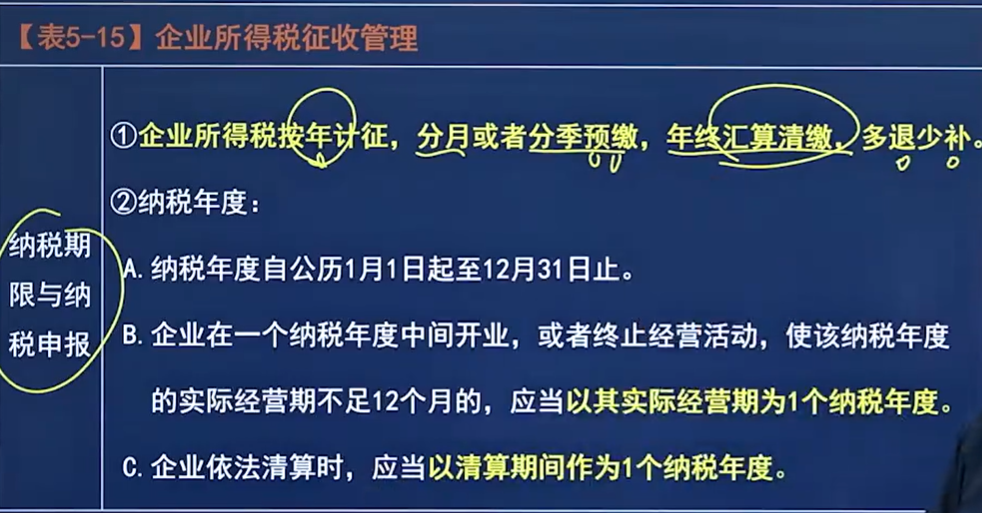 【表5-15】企业所得税征收管理
①企业所得税按年计征，分月或者分季预缴，年终汇算清缴，多退少补。
②纳税年度：
纳税期
限与纳
税申报
A. 纳税年度自公历1月1日起至12月31日止。
B. 企业在一个纳税年度中间开业，或者终止经营活动，使该纳税年度
的实际经营期不足12个月的，应当以其实际经营期为1个纳税年度。
C. 企业依法清算时，应当以清算期间作为1个纳税年度。